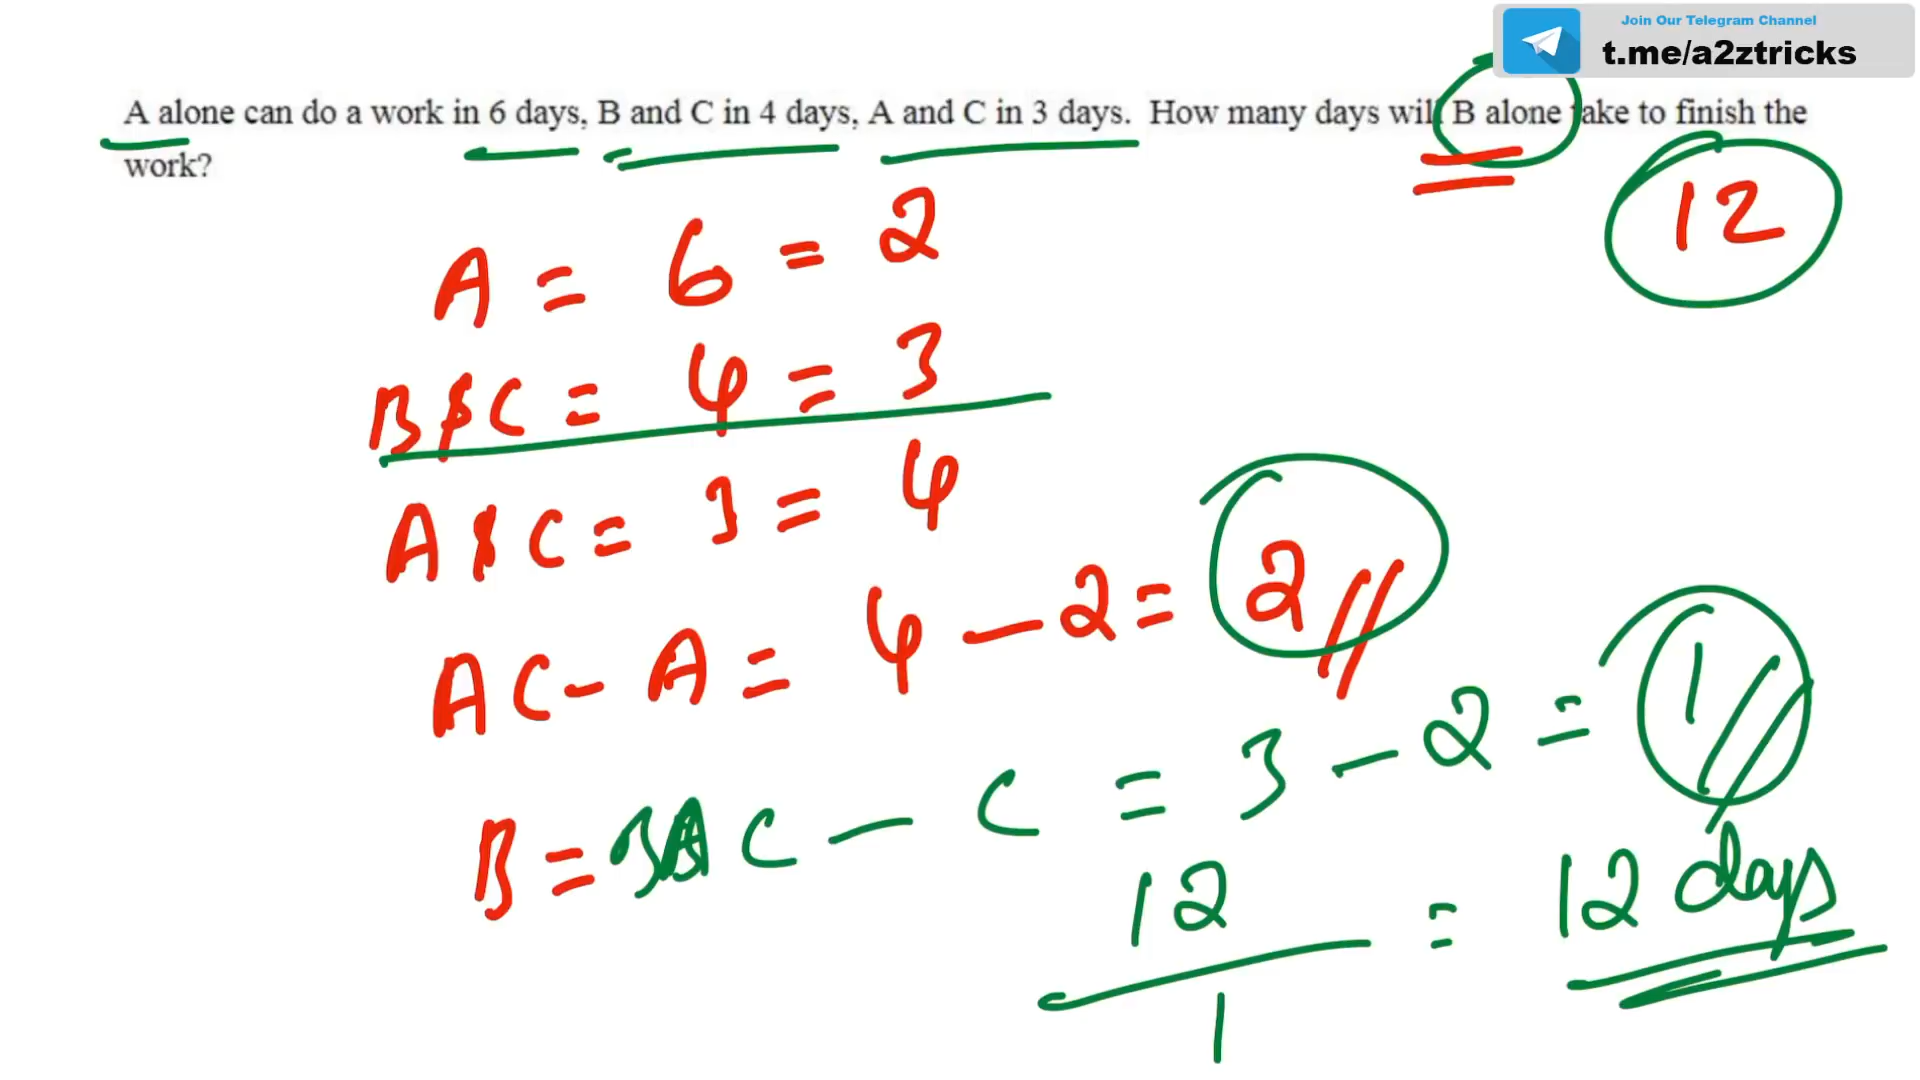 Join Our Telegram Channel
t.me/a2ztricks
A alone can do a work in 6 days, B and C in 4 days, A and C in 3 days. How many days will B alone take to finish the
work?
12
A = 6 = 2
B & C = 4 = 3
A & C = 3 = 4
AC - A = 4 - 2 = 2
B = BC - C = 3 - 2 = 1
12/1 = 12 days